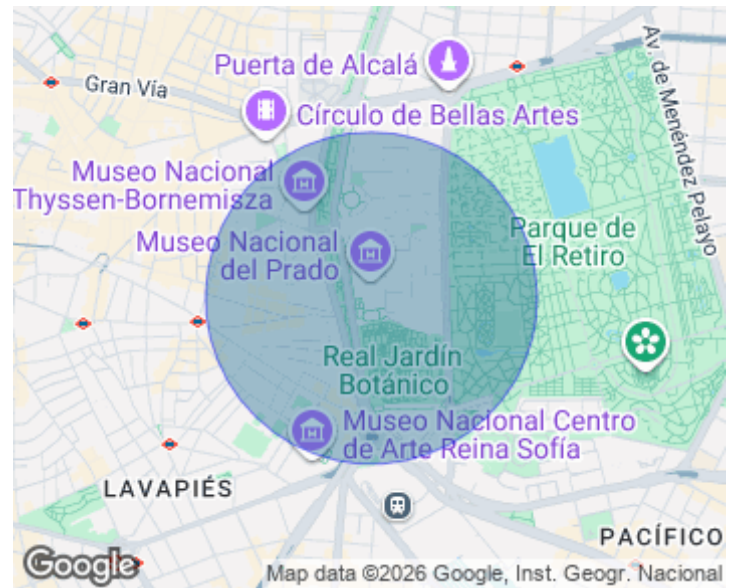 Puerta de Alcalá
Gran Vía
Círculo de Bellas Artes
Av. de Menéndez Pelayo
Museo Nacional
Thyssen-Bornemisza
Museo Nacional
del Prado
Parque de
El Retiro
Real Jardín
Botánico
Museo Nacional Centro
de Arte Reina Sofía
LAVAPIÉS
PACÍFICO
Google
Map data ©2026 Google, Inst. Geogr. Nacional